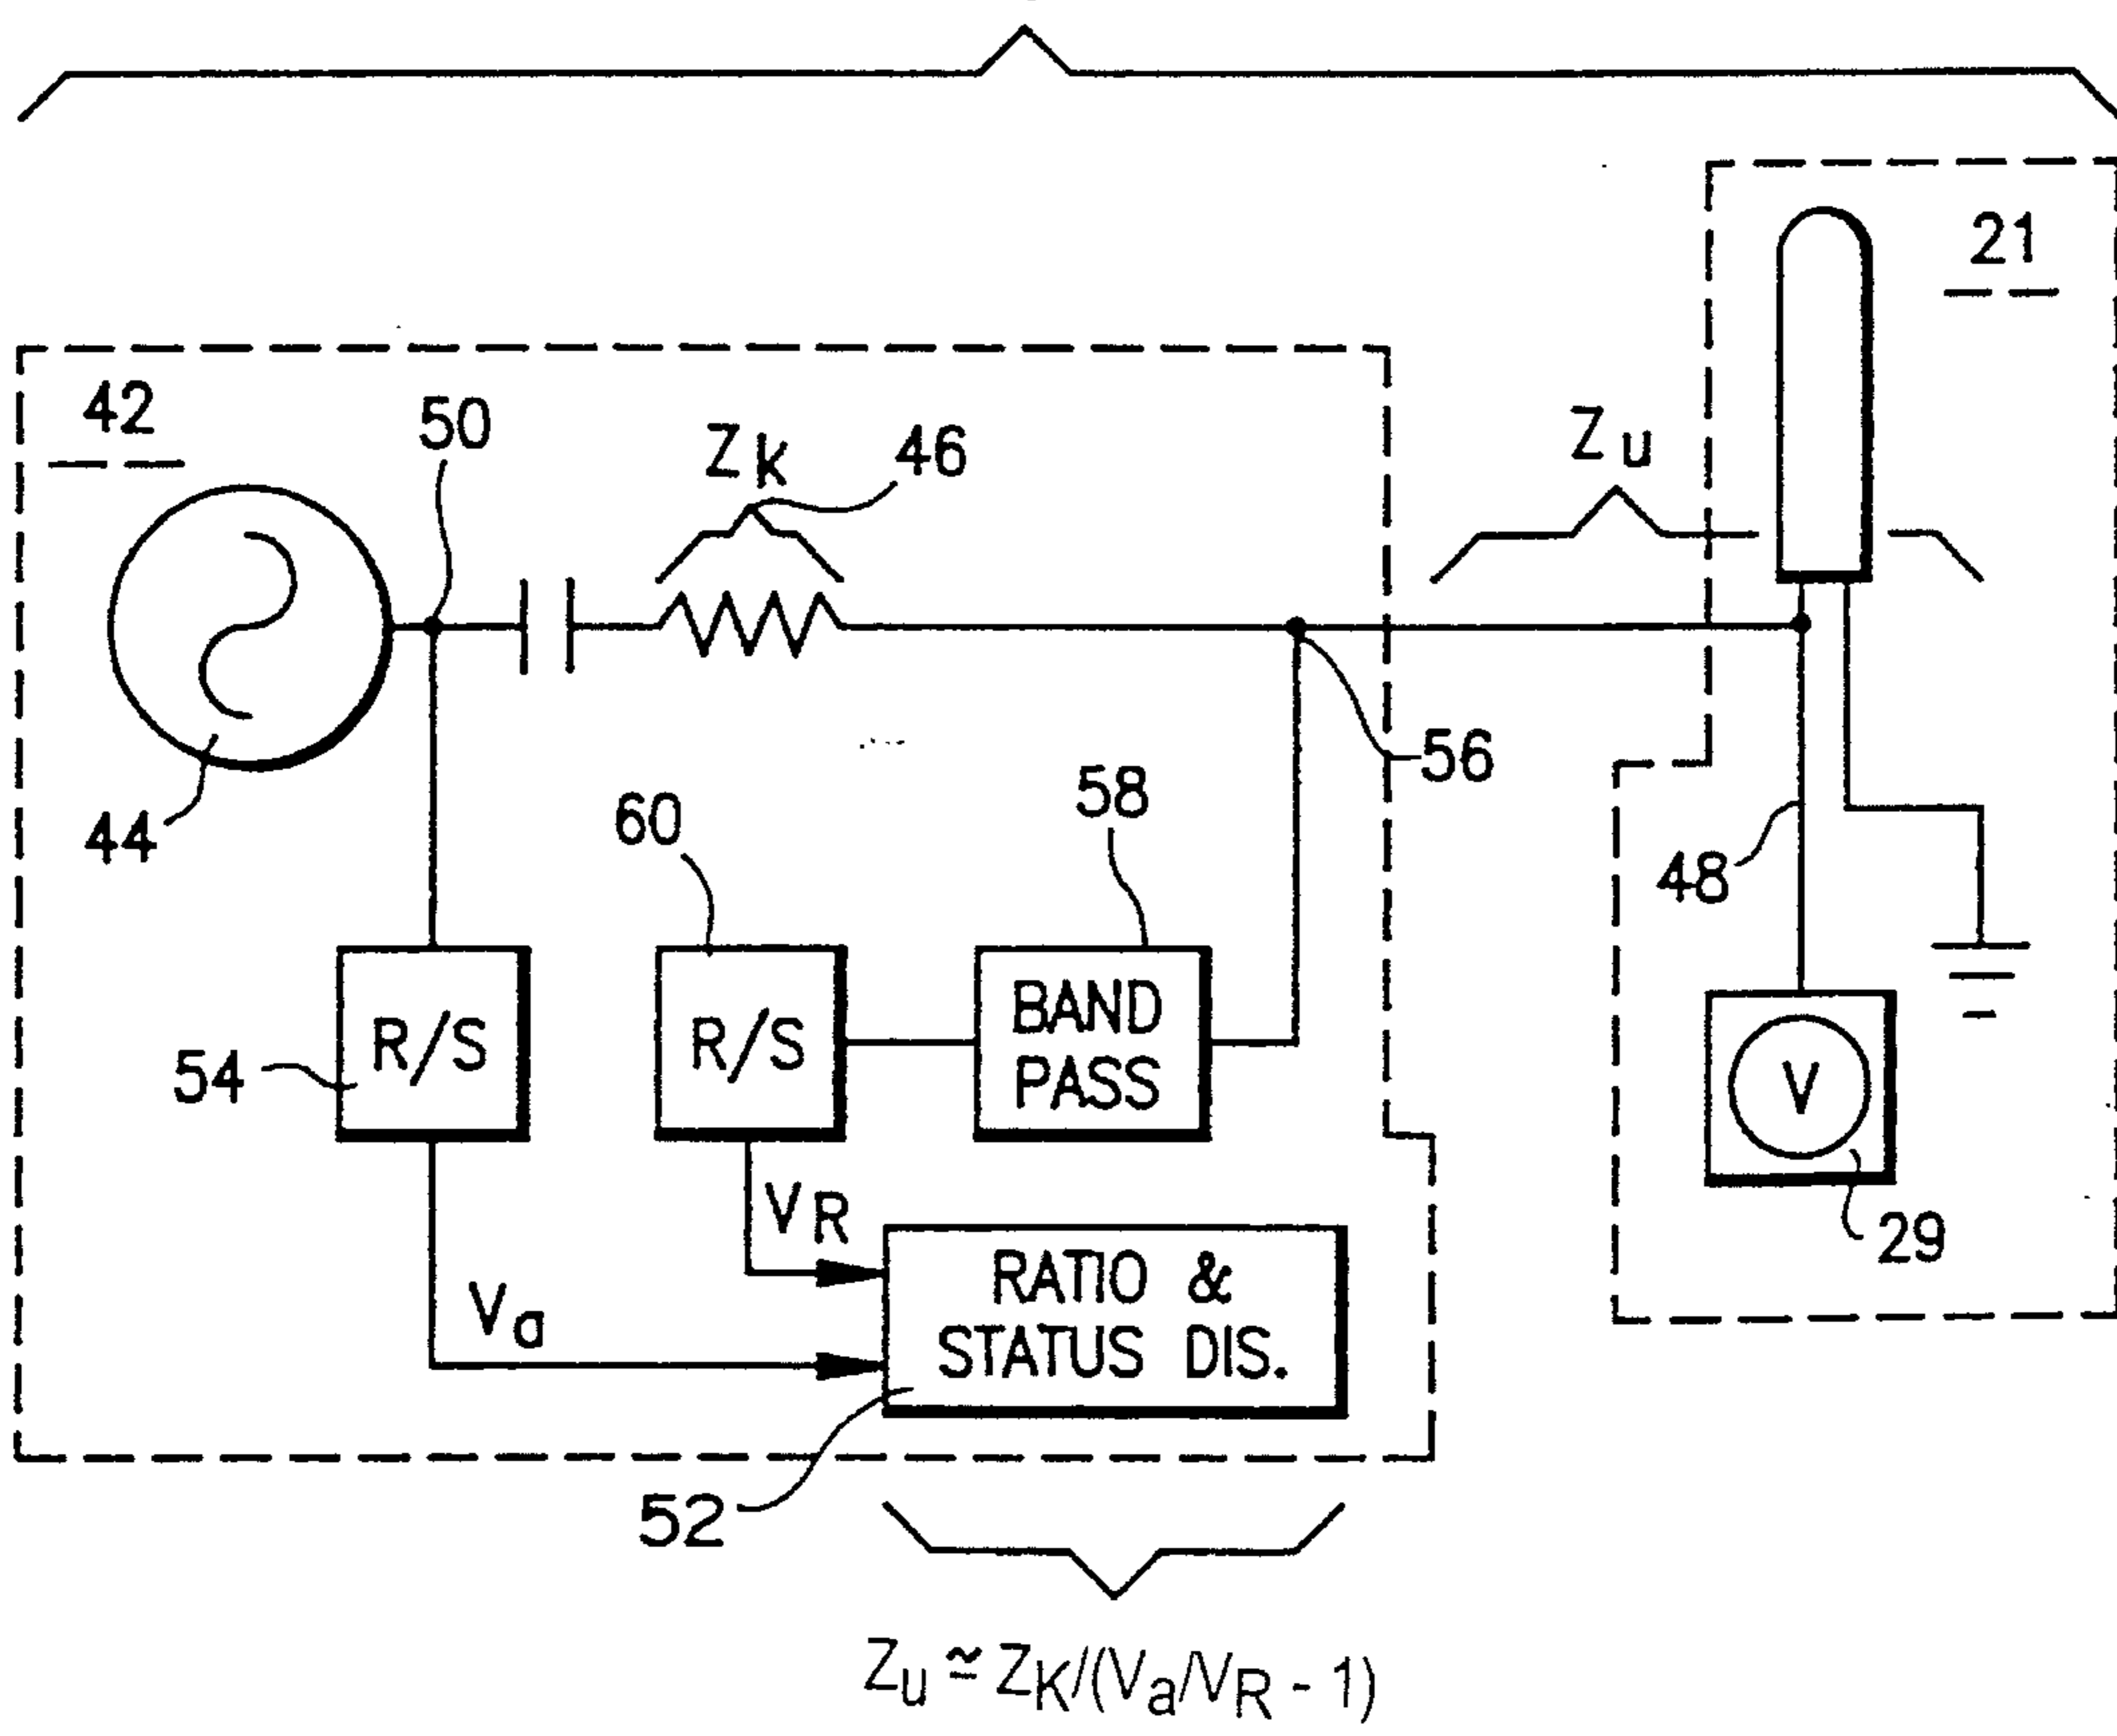 21
42
50
Zk
46
Zu
44
60
58
56
48
R/S
R/S
BAND
PASS
54
V
VR
29
RATIO &
STATUS DIS.
Va
52
Zu ≃ ZK/(Va/VR - 1)